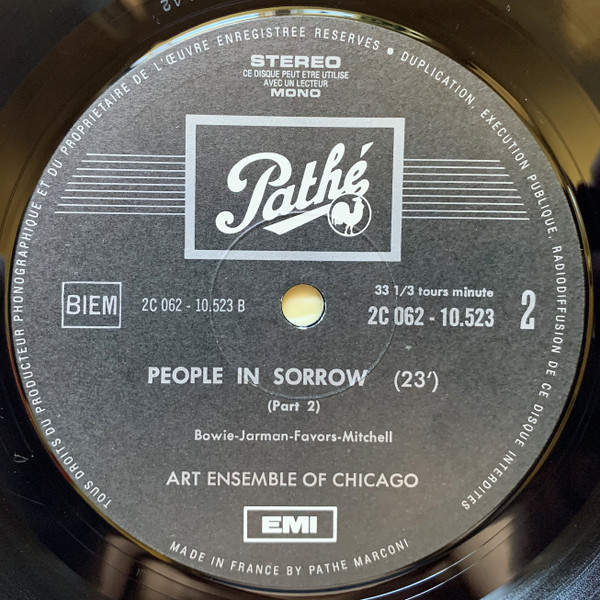 TOUS DROITS DU PRODUCTEUR PHONOGRAPHIQUE ET DU PROPRIETAIRE DE L'ŒUVRE ENREGISTREE RESERVES • DUPLICATION, EXECUTION PUBLIQUE, RADIODIFFUSION DE CE DISQUE INTERDITES
STEREO
CE DISQUE PEUT ETRE UTILISE
AVEC UN LECTEUR
MONO
Pathé
BIEM
2C 062 - 10.523 B
33 1/3 tours minute
2C 062 - 10.523
2
PEOPLE IN SORROW (23')
(Part 2)
Bowie-Jarman-Favors-Mitchell
ART ENSEMBLE OF CHICAGO
EMI
MADE IN FRANCE BY PATHE MARCONI